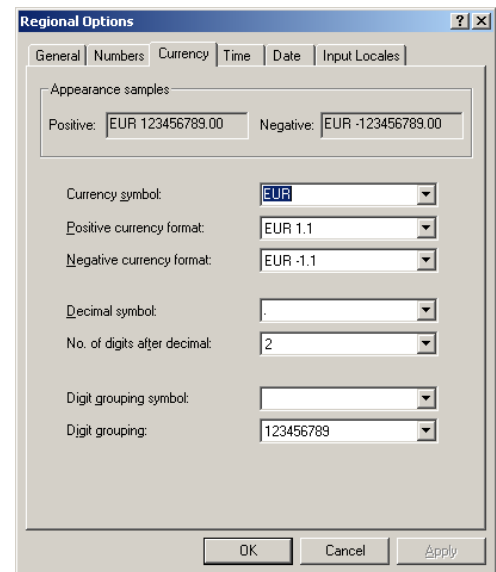 Regional Options
General Numbers Currency Time Date Input Locales
Appearance samples
Positive: EUR 123456789.00 Negative: EUR -123456789.00
Currency symbol: EUR
Positive currency format: EUR 1.1
Negative currency format: EUR -1.1
Decimal symbol: .
No. of digits after decimal: 2
Digit grouping symbol:
Digit grouping: 123456789
OK Cancel Apply